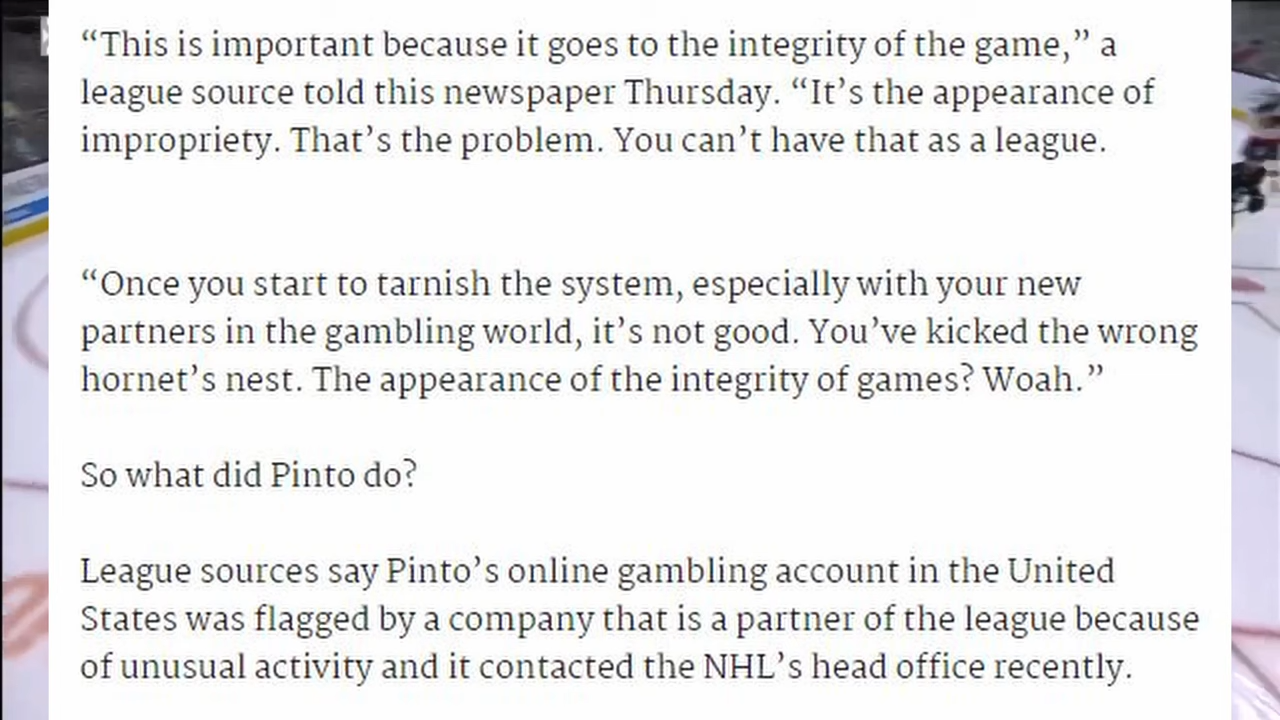 “This is important because it goes to the integrity of the game,” a
league source told this newspaper Thursday. “It’s the appearance of
impropriety. That’s the problem. You can’t have that as a league.
“Once you start to tarnish the system, especially with your new
partners in the gambling world, it’s not good. You’ve kicked the wrong
hornet’s nest. The appearance of the integrity of games? Woah.”
So what did Pinto do?
League sources say Pinto’s online gambling account in the United
States was flagged by a company that is a partner of the league because
of unusual activity and it contacted the NHL’s head office recently.